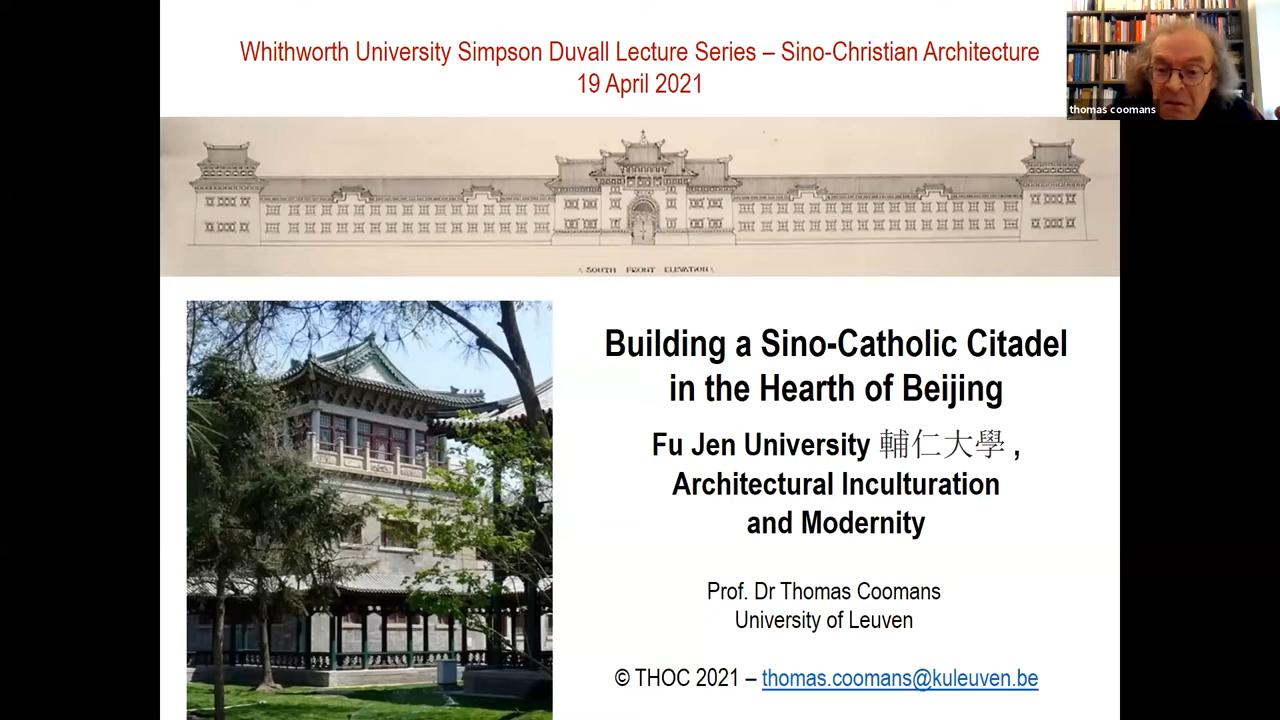 Whithworth University Simpson Duvall Lecture Series – Sino-Christian Architecture
19 April 2021
thomas coomans
SOUTH FRONT ELEVATION
Building a Sino-Catholic Citadel
in the Hearth of Beijing
Fu Jen University 輔仁大學 ,
Architectural Inculturation
and Modernity
Prof. Dr Thomas Coomans
University of Leuven
© THOC 2021 – thomas.coomans@kuleuven.be